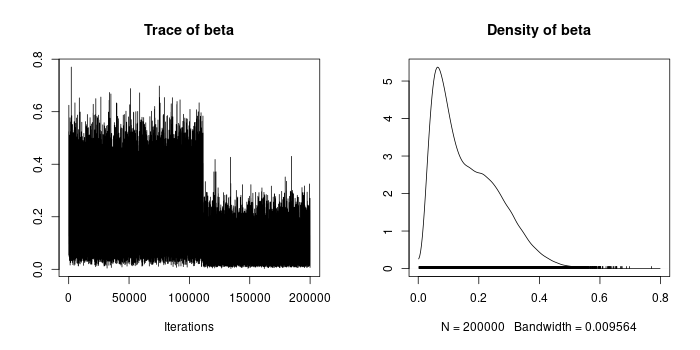 Trace of beta
0.0
0.2
0.4
0.6
0.8
0 50000 100000 150000 200000
Iterations
Density of beta
0
1
2
3
4
5
0.0 0.2 0.4 0.6 0.8
N = 200000 Bandwidth = 0.009564